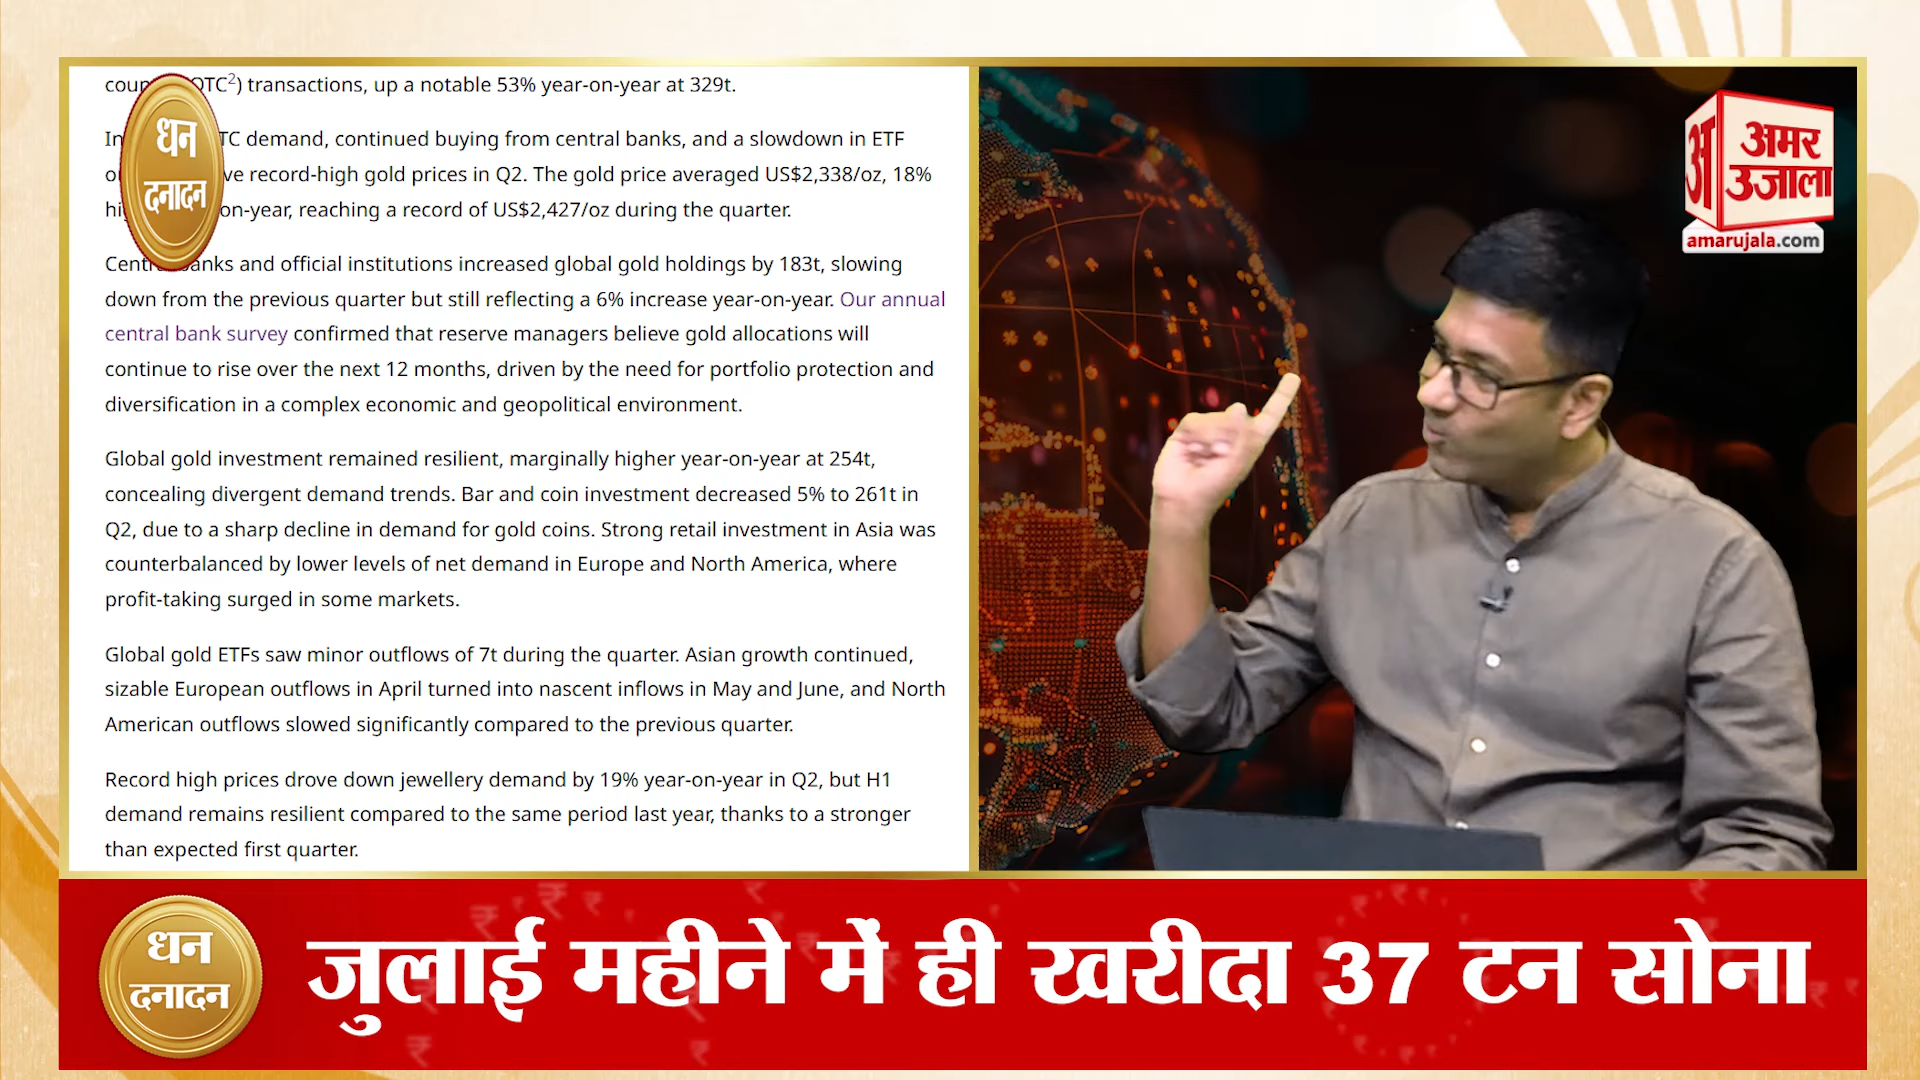 TC²) transactions, up a notable 53% year-on-year at 329t.
In TC demand, continued buying from central banks, and a slowdown in ETF
ve record-high gold prices in Q2. The gold price averaged US$2,338/oz, 18%
on-year, reaching a record of US$2,427/oz during the quarter.
धन
दनादन
and official institutions increased global gold holdings by 183t, slowing
down from the previous quarter but still reflecting a 6% increase year-on-year. Our annual
central bank survey confirmed that reserve managers believe gold allocations will
continue to rise over the next 12 months, driven by the need for portfolio protection and
diversification in a complex economic and geopolitical environment.
Global gold investment remained resilient, marginally higher year-on-year at 254t,
concealing divergent demand trends. Bar and coin investment decreased 5% to 261t in
Q2, due to a sharp decline in demand for gold coins. Strong retail investment in Asia was
counterbalanced by lower levels of net demand in Europe and North America, where
profit-taking surged in some markets.
Global gold ETFs saw minor outflows of 7t during the quarter. Asian growth continued,
sizable European outflows in April turned into nascent inflows in May and June, and North
American outflows slowed significantly compared to the previous quarter.
Record high prices drove down jewellery demand by 19% year-on-year in Q2, but H1
demand remains resilient compared to the same period last year, thanks to a stronger
than expected first quarter.
अ
अमर
उजाला
amarujala.com
धन
दनादन
जुलाई महीने में ही खरीदा 37 टन सोना